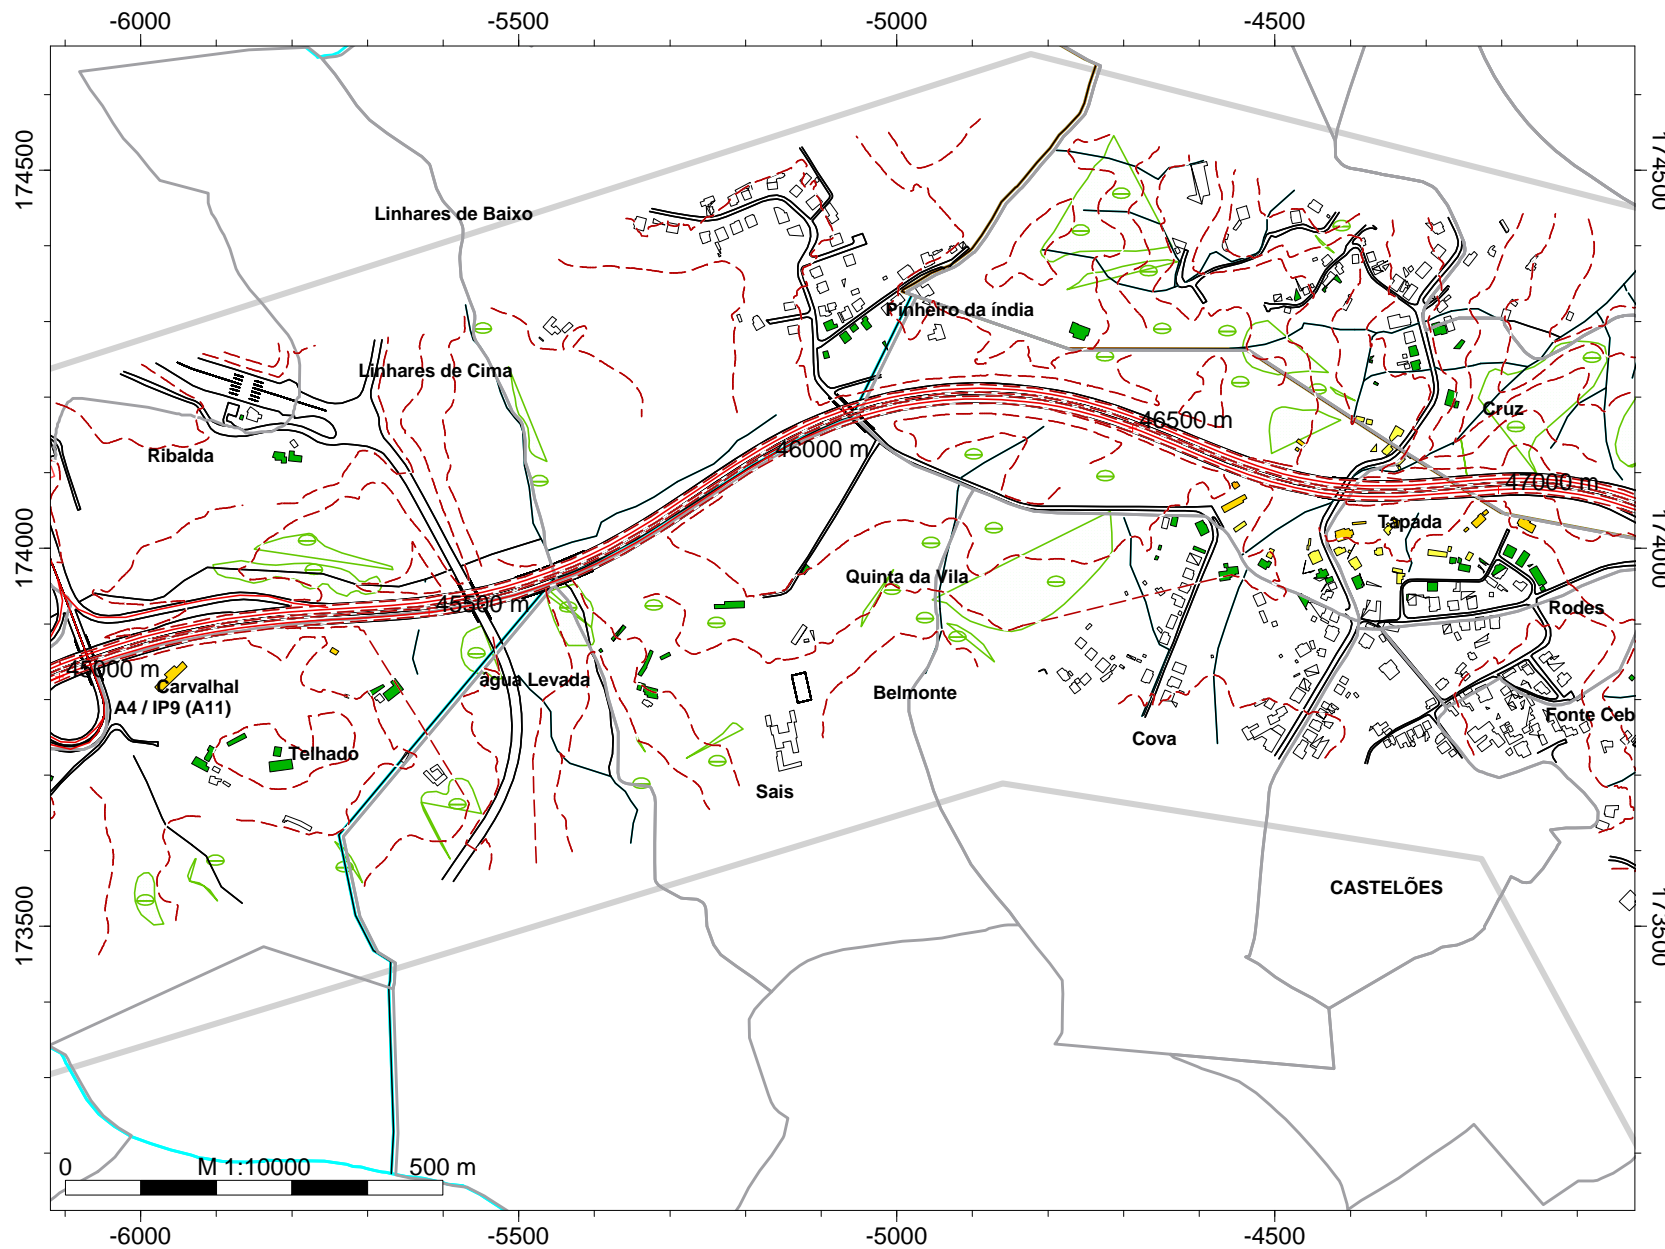 -6000 -5500 -5000 -4500
174500 174500
Linhares de Baixo
Pinheiro da índia
Linhares de Cima
Cruz
46500 m
46000 m
Ribalda
47000 m
Tapada
174000 174000
Quinta da Vila
45500 m
Rodes
45000 m
água Levada
Carvalhal
Belmonte
A4 / IP9 (A11)
Fonte Ceb
Cova
Telhado
Sais
CASTELÕES
173500 173500
0 M 1:10000 500 m
-6000 -5500 -5000 -4500